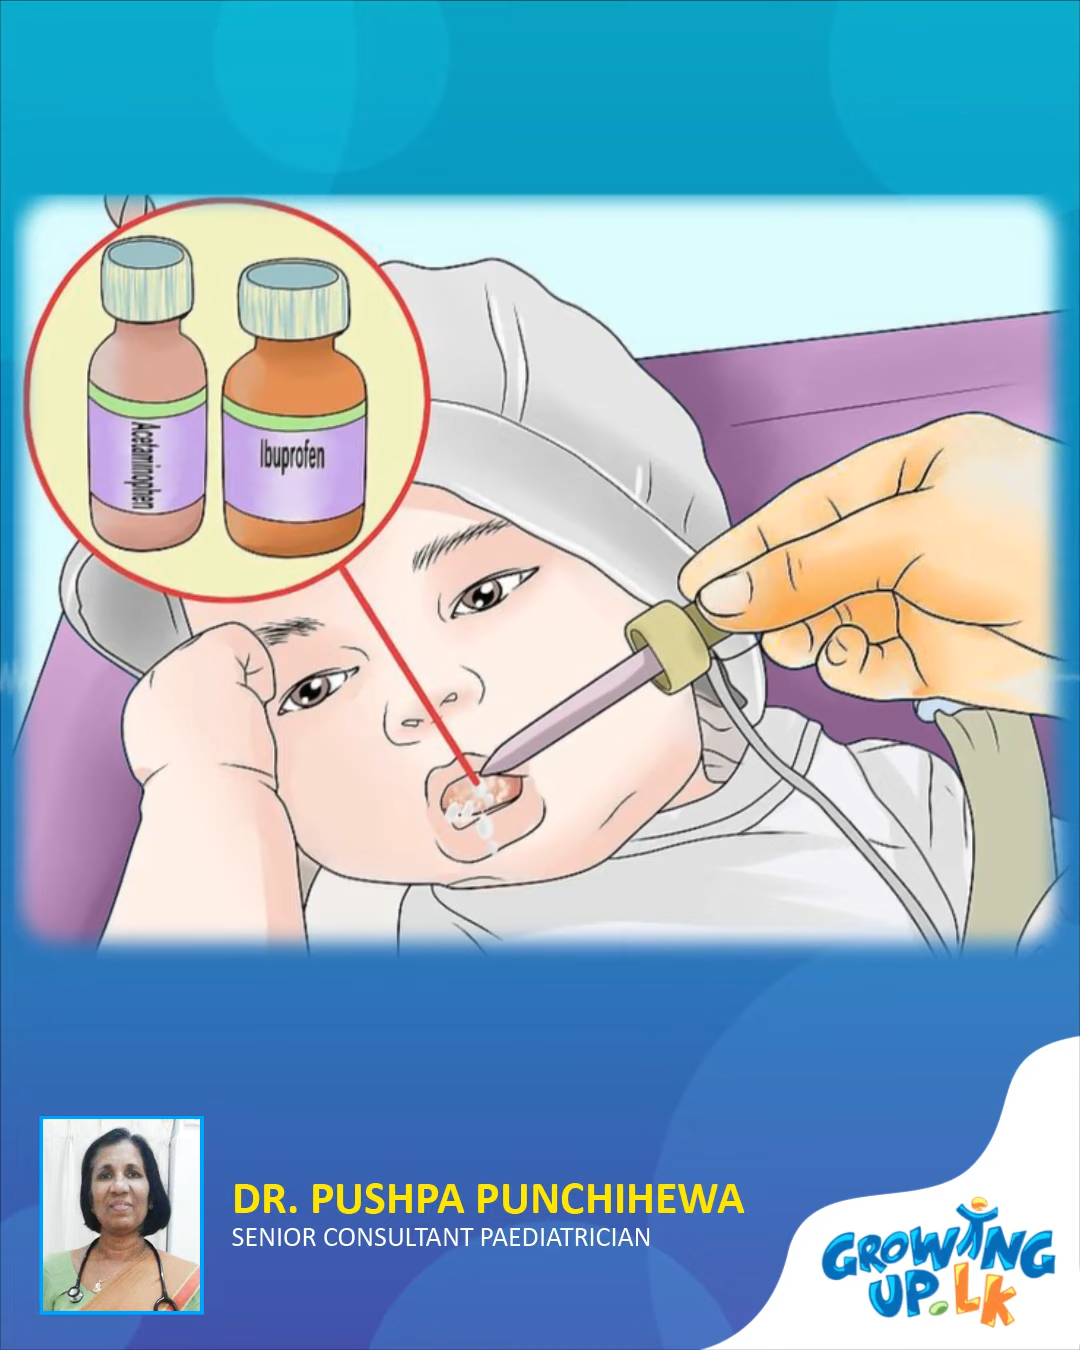 Acetaminophen
Ibuprofen
DR. PUSHPA PUNCHIHEWA
SENIOR CONSULTANT PAEDIATRICIAN
GROWING
UP.LK